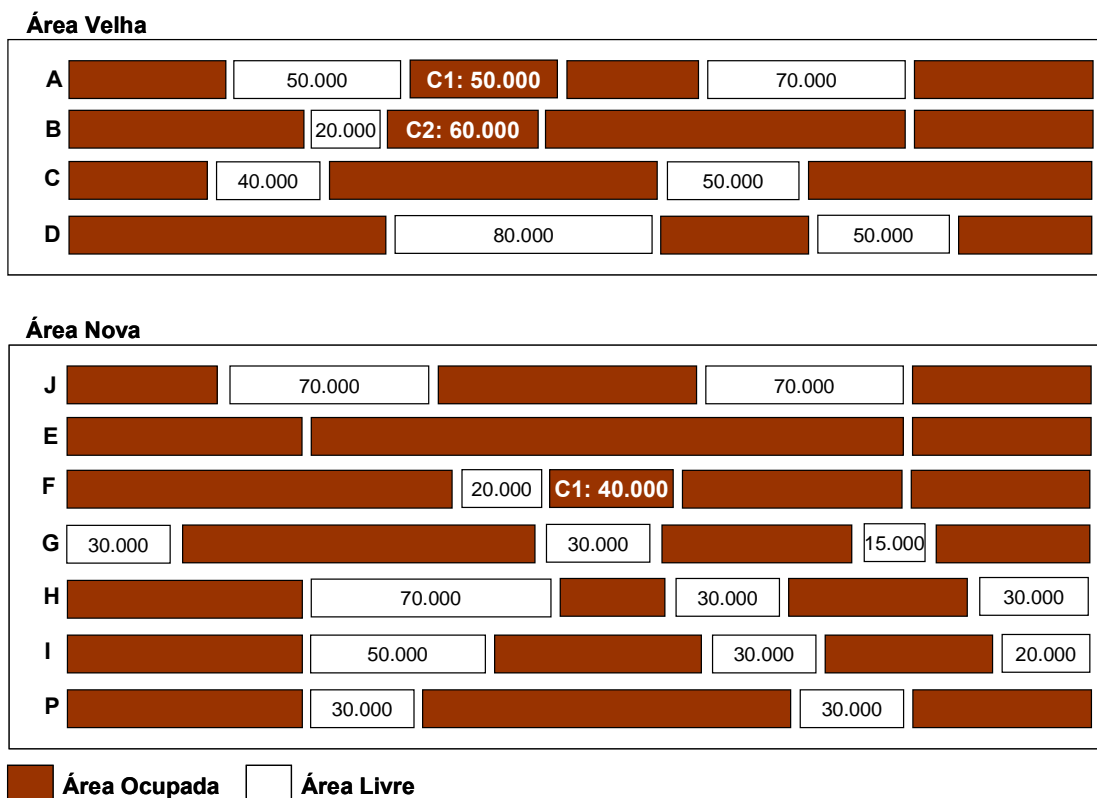 Área Velha
A 50.000 C1: 50.000 70.000
B 20.000 C2: 60.000
C 40.000 50.000
D 80.000 50.000
Área Nova
J 70.000 70.000
E
F 20.000 C1: 40.000
G 30.000 30.000 15.000
H 70.000 30.000 30.000
I 50.000 30.000 20.000
P 30.000 30.000
Área Ocupada Área Livre